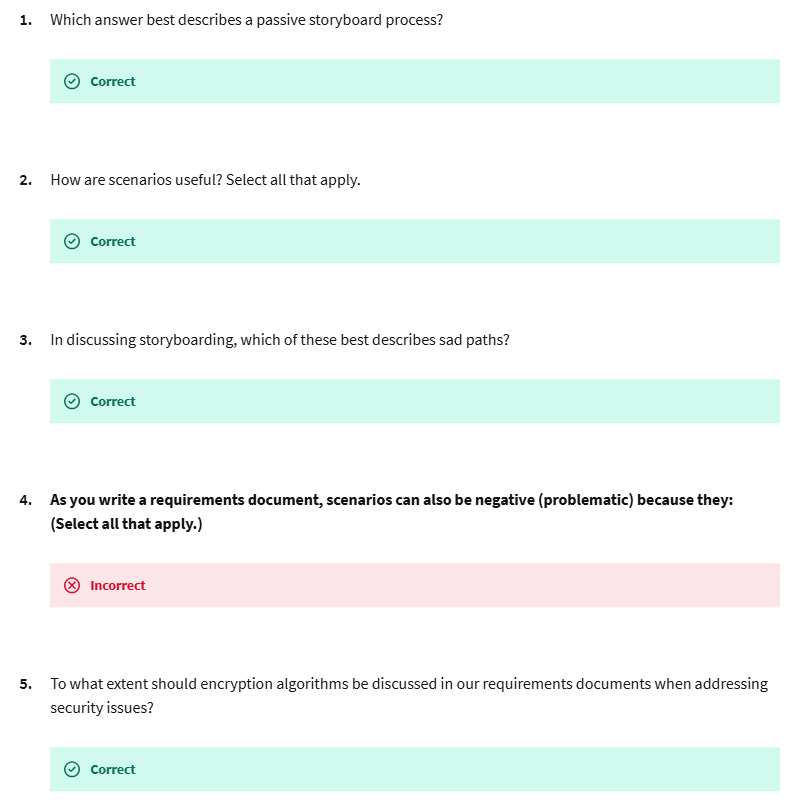 1. Which answer best describes a passive storyboard process?
Correct
2. How are scenarios useful? Select all that apply.
Correct
3. In discussing storyboarding, which of these best describes sad paths?
Correct
4. As you write a requirements document, scenarios can also be negative (problematic) because they:
(Select all that apply.)
Incorrect
5. To what extent should encryption algorithms be discussed in our requirements documents when addressing
security issues?
Correct